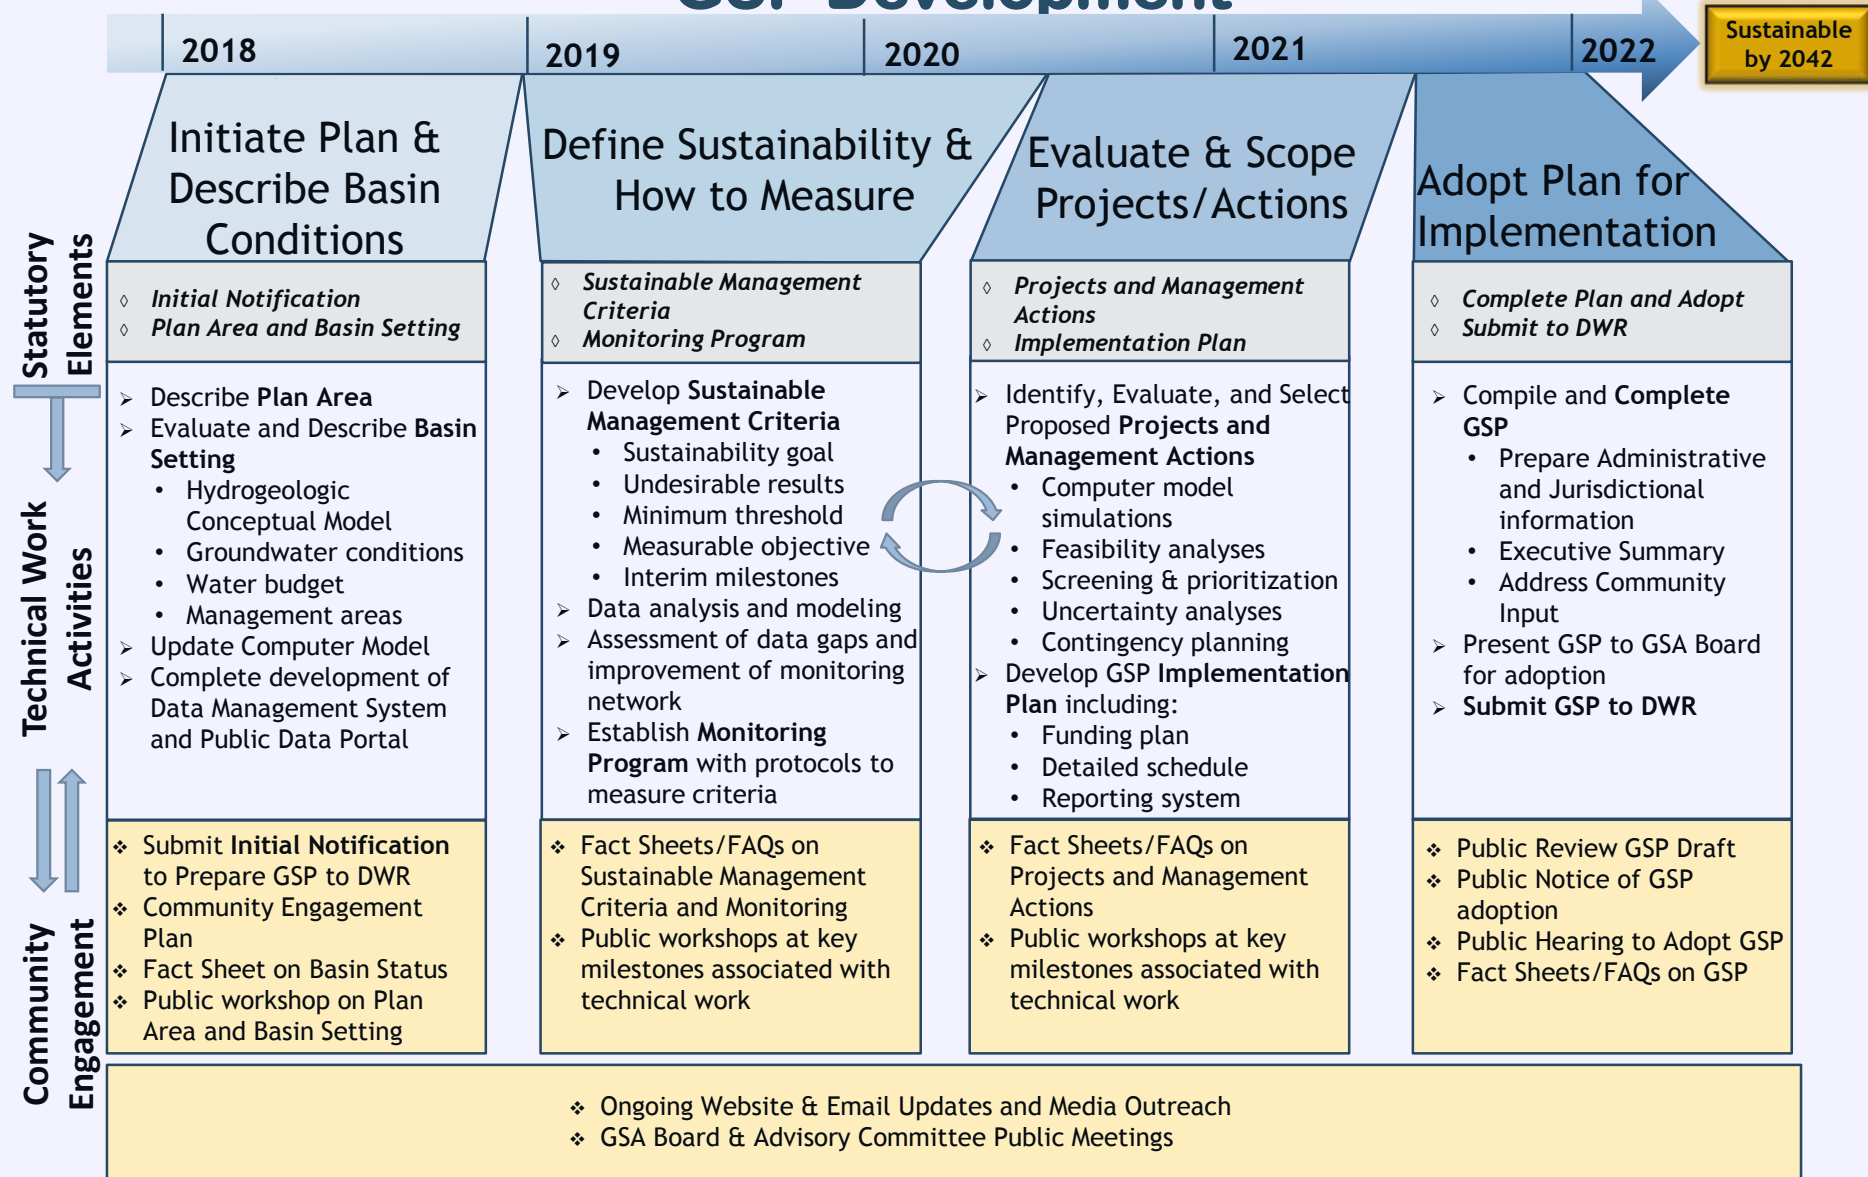 GSP Development
2018
2019
2020
2021
2022
Sustainable
by 2042
Initiate Plan &
Describe Basin
Conditions
Define Sustainability &
How to Measure
Evaluate & Scope
Projects/Actions
Adopt Plan for
Implementation
Statutory
Elements
◊ Initial Notification
◊ Plan Area and Basin Setting
◊ Sustainable Management
Criteria
◊ Monitoring Program
◊ Projects and Management
Actions
◊ Implementation Plan
◊ Complete Plan and Adopt
◊ Submit to DWR
Technical Work
Activities
➢ Describe Plan Area
➢ Evaluate and Describe Basin
Setting
• Hydrogeologic
Conceptual Model
• Groundwater conditions
• Water budget
• Management areas
➢ Update Computer Model
➢ Complete development of
Data Management System
and Public Data Portal
➢ Develop Sustainable
Management Criteria
• Sustainability goal
• Undesirable results
• Minimum threshold
• Measurable objective
• Interim milestones
➢ Data analysis and modeling
➢ Assessment of data gaps and
improvement of monitoring
network
➢ Establish Monitoring
Program with protocols to
measure criteria
➢ Identify, Evaluate, and Select
Proposed Projects and
Management Actions
• Computer model
simulations
• Feasibility analyses
• Screening & prioritization
• Uncertainty analyses
• Contingency planning
➢ Develop GSP Implementation
Plan including:
• Funding plan
• Detailed schedule
• Reporting system
➢ Compile and Complete
GSP
• Prepare Administrative
and Jurisdictional
information
• Executive Summary
• Address Community
Input
➢ Present GSP to GSA Board
for adoption
➢ Submit GSP to DWR
Community
Engagement
❖ Submit Initial Notification
to Prepare GSP to DWR
❖ Community Engagement
Plan
❖ Fact Sheet on Basin Status
❖ Public workshop on Plan
Area and Basin Setting
❖ Fact Sheets/FAQs on
Sustainable Management
Criteria and Monitoring
❖ Public workshops at key
milestones associated with
technical work
❖ Fact Sheets/FAQs on
Projects and Management
Actions
❖ Public workshops at key
milestones associated with
technical work
❖ Public Review GSP Draft
❖ Public Notice of GSP
adoption
❖ Public Hearing to Adopt GSP
❖ Fact Sheets/FAQs on GSP
❖ Ongoing Website & Email Updates and Media Outreach
❖ GSA Board & Advisory Committee Public Meetings